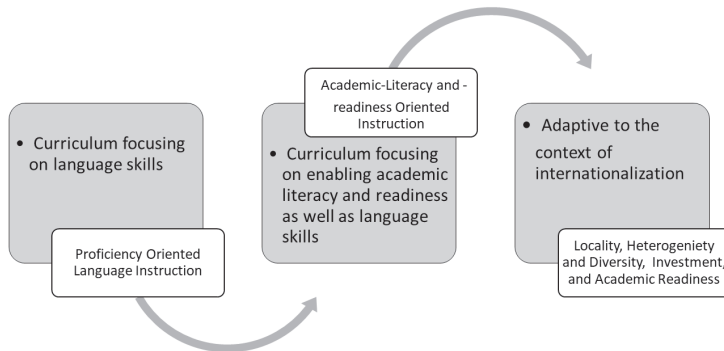 • Curriculum focusing
on language skills
Proficiency Oriented
Language Instruction
Academic-Literacy and -
readiness Oriented
Instruction
• Curriculum focusing
on enabling academic
literacy and readiness
as well as language
skills
• Adaptive to the
context of
internationalization
Locality, Heterogeniety
and Diversity, Investment,
and Academic Readiness